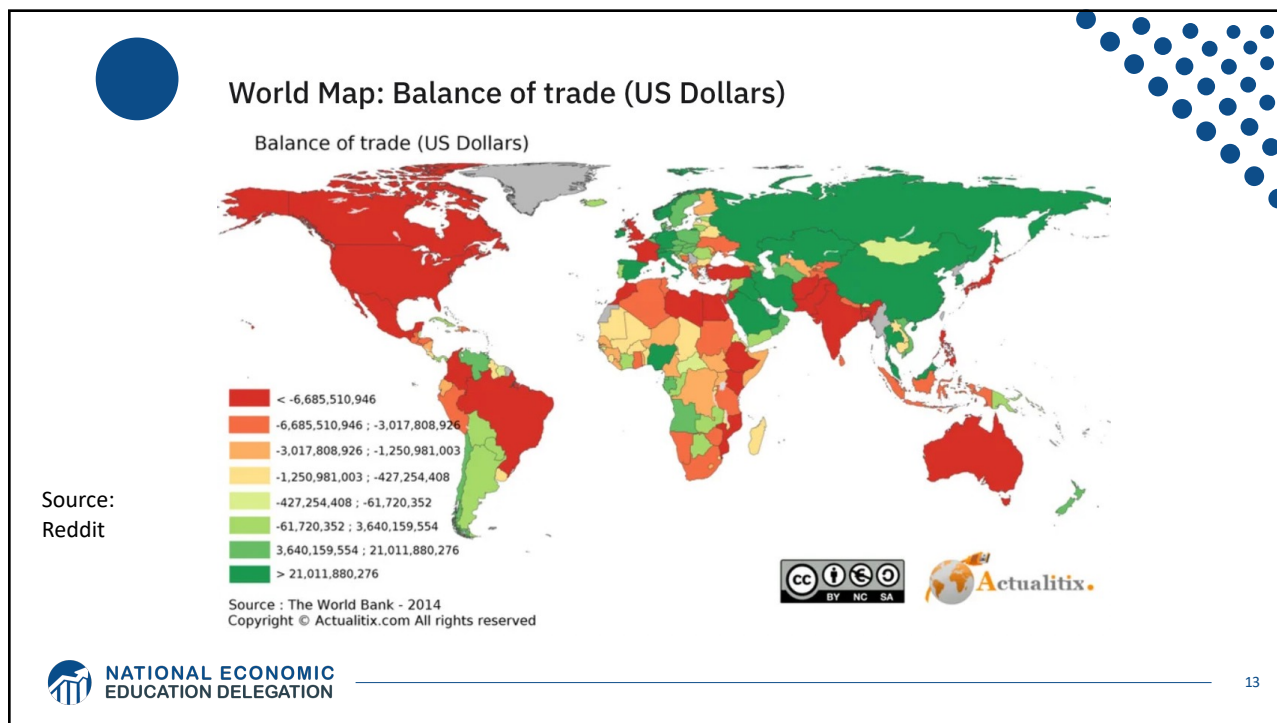 World Map: Balance of trade (US Dollars)
Balance of trade (US Dollars)
< -6,685,510,946
-6,685,510,946 ; -3,017,808,926
-3,017,808,926 ; -1,250,981,003
-1,250,981,003 ; -427,254,408
-427,254,408 ; -61,720,352
-61,720,352 ; 3,640,159,554
3,640,159,554 ; 21,011,880,276
> 21,011,880,276
Source:
Reddit
Source : The World Bank - 2014
Copyright © Actualitix.com All rights reserved
cc
BY NC SA
Actualitix.
NATIONAL ECONOMIC
EDUCATION DELEGATION
13